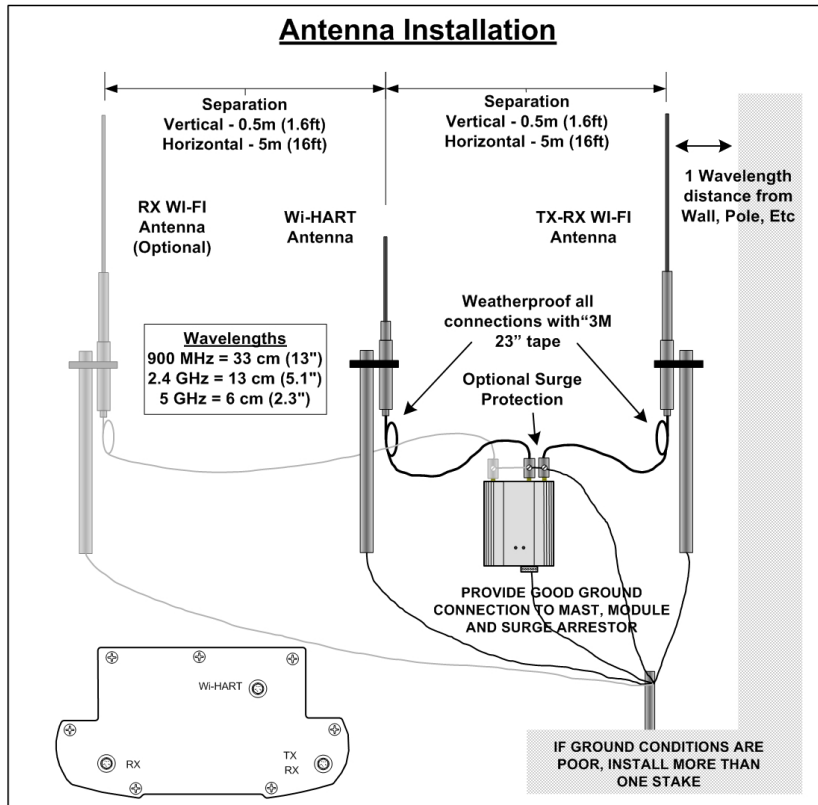 Antenna Installation
Separation
Vertical - 0.5m (1.6ft)
Horizontal - 5m (16ft)
Separation
Vertical - 0.5m (1.6ft)
Horizontal - 5m (16ft)
1 Wavelength
distance from
Wall, Pole, Etc
RX WI-FI
Antenna
(Optional)
Wi-HART
Antenna
TX-RX WI-FI
Antenna
Wavelengths
900 MHz = 33 cm (13")
2.4 GHz = 13 cm (5.1")
5 GHz = 6 cm (2.3")
Weatherproof all
connections with“3M
23” tape
Optional Surge
Protection
PROVIDE GOOD GROUND
CONNECTION TO MAST, MODULE
AND SURGE ARRESTOR
Wi-HART
RX
TX
RX
IF GROUND CONDITIONS ARE
POOR, INSTALL MORE THAN
ONE STAKE